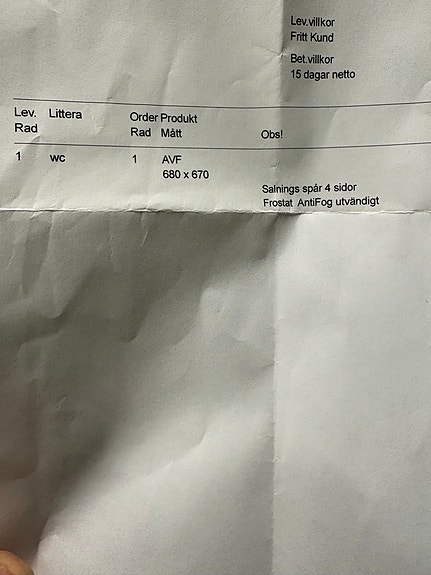 Lev.villkor
Fritt Kund
Bet.villkor
15 dagar netto
Lev. Littera Order Produkt
Rad Rad Mått Obs!
1 wc 1 AVF
680 x 670
Salnings spår 4 sidor
Frostat AntiFog utvändigt